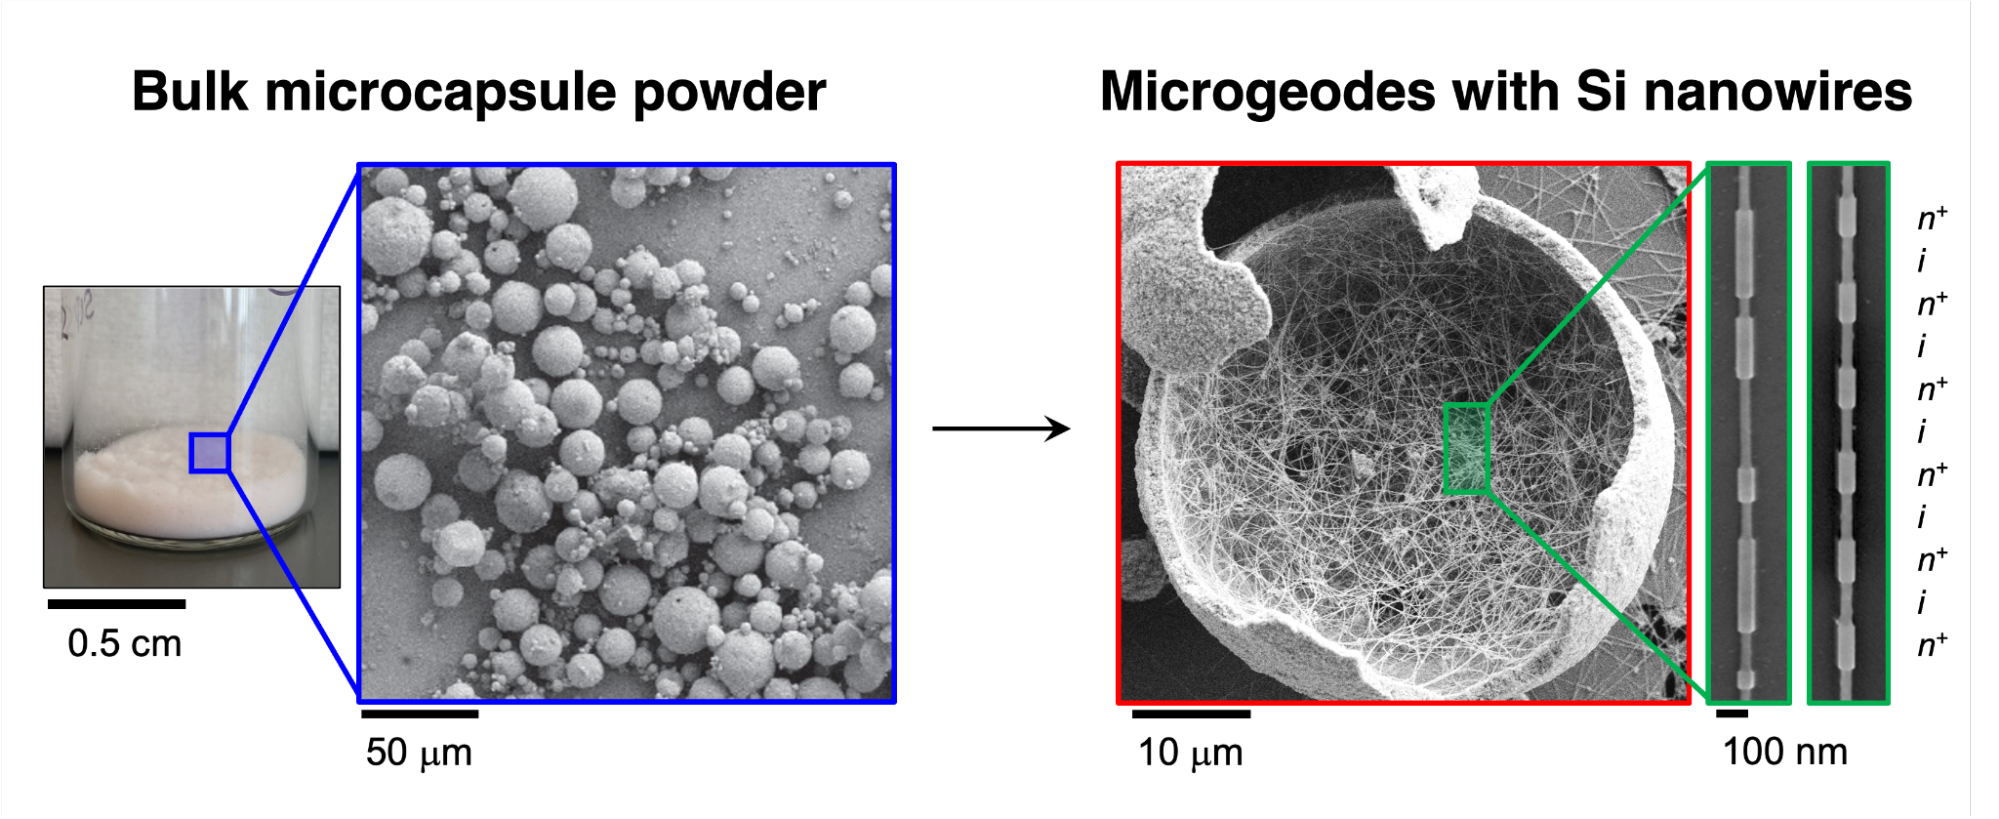 Bulk microcapsule powder
Microgeodes with Si nanowires
n⁺
i
n⁺
i
n⁺
i
n⁺
i
n⁺
i
n⁺
0.5 cm
50 μm
10 μm
100 nm